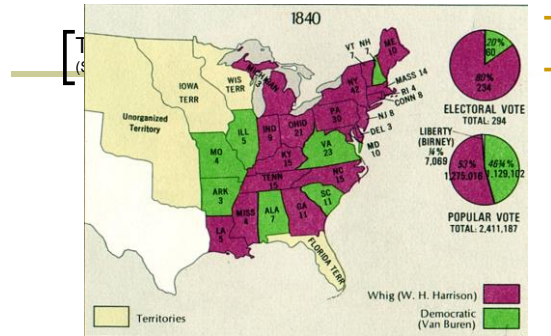 1840
IOWA
TERR
WIS
TERR
Unorganized
Territory
MO
4
ARK
3
LA
5
ILL
5
MISS
4
IND
9
OHIO
21
KY
15
TENN
15
ALA
7
GA
11
SC
11
NC
15
VA
23
PA
30
NY
42
VT
7
NH
7
ME
10
MASS 14
RI 4
CONN 8
NJ 8
DEL 3
MD
10
FLORIDA TERR
20%
60
80%
234
ELECTORAL VOTE
TOTAL: 294
LIBERTY
(BIRNEY)
¼ %
7,069
53%
1,275,016
46¾%
1,129,102
POPULAR VOTE
TOTAL: 2,411,187
Whig (W. H. Harrison)
Democratic
(Van Buren)
Territories